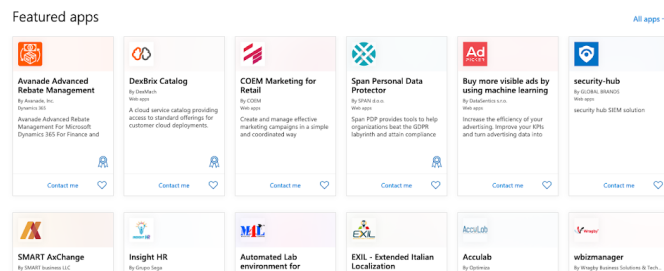 Featured apps
All apps
Avanade Advanced
Rebate Management
By Avanade, Inc.
Dynamics 365
Avanade Advanced Rebate
Management For Microsoft
Dynamics 365 For Finance and
Contact me
DexBrix Catalog
By DexMach
Web apps
A cloud service catalog providing
access to standard offerings for
customer cloud deployments.
Contact me
COEM Marketing for
Retail
By COEM
Web apps
Create and manage effective
marketing campaigns in a simple
and coordinated way
Contact me
Span Personal Data
Protector
By SPAN d.o.o.
Web apps
Span PDP provides tools to help
organizations beat the GDPR
labyrinth and attain compliance
Contact me
Ad
PICKER
Buy more visible ads by
using machine learning
By DataSentics s.r.o.
Web apps
Increase the efficiency of your
advertising. Improve your KPIs
and turn advertising data into
Contact me
security-hub
By GLOBAL BRANDS
Web apps
security hub SIEM solution
Contact me
SMART AxChange
By SMART business LLC
Insight HR
By Grupo Sega
Automated Lab
environment for
EXIL
EXIL - Extended Italian
Localization
AccuLab
Acculab
By Optimiza
Wragby
wbizmanager
By Wragby Business Solutions & Tech...